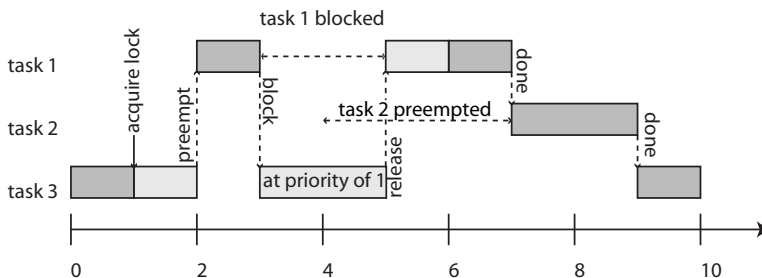 task 1 blocked
task 1
acquire lock
preempt
block
done
task 2 preempted
task 2
release
done
at priority of 1
task 3
0 2 4 6 8 10